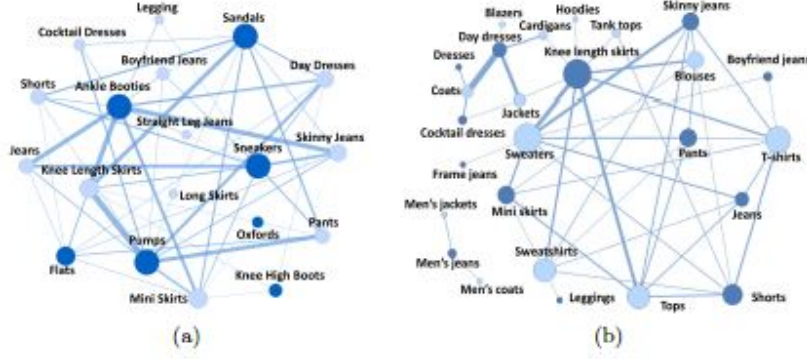 Legging
Sandals
Cocktail Dresses
Boyfriend Jeans
Day Dresses
Shorts
Ankle Booties
Straight Leg Jeans
Jeans
Sneakers
Skinny Jeans
Knee Length Skirts
Long Skirts
Pants
Oxfords
Flats
Pumps
Knee High Boots
Mini Skirts
(a)
Hoodies
Skinny jeans
Blazers
Cardigans
Tank tops
Day dresses
Knee length skirts
Dresses
Boyfriend jeans
Blouses
Coats
Jackets
Cocktail dresses
Sweaters
Pants
T-shirts
Frame jeans
Mini skirts
Jeans
Men's jackets
Sweatshirts
Men's jeans
Men's coats
Leggings
Tops
Shorts
(b)